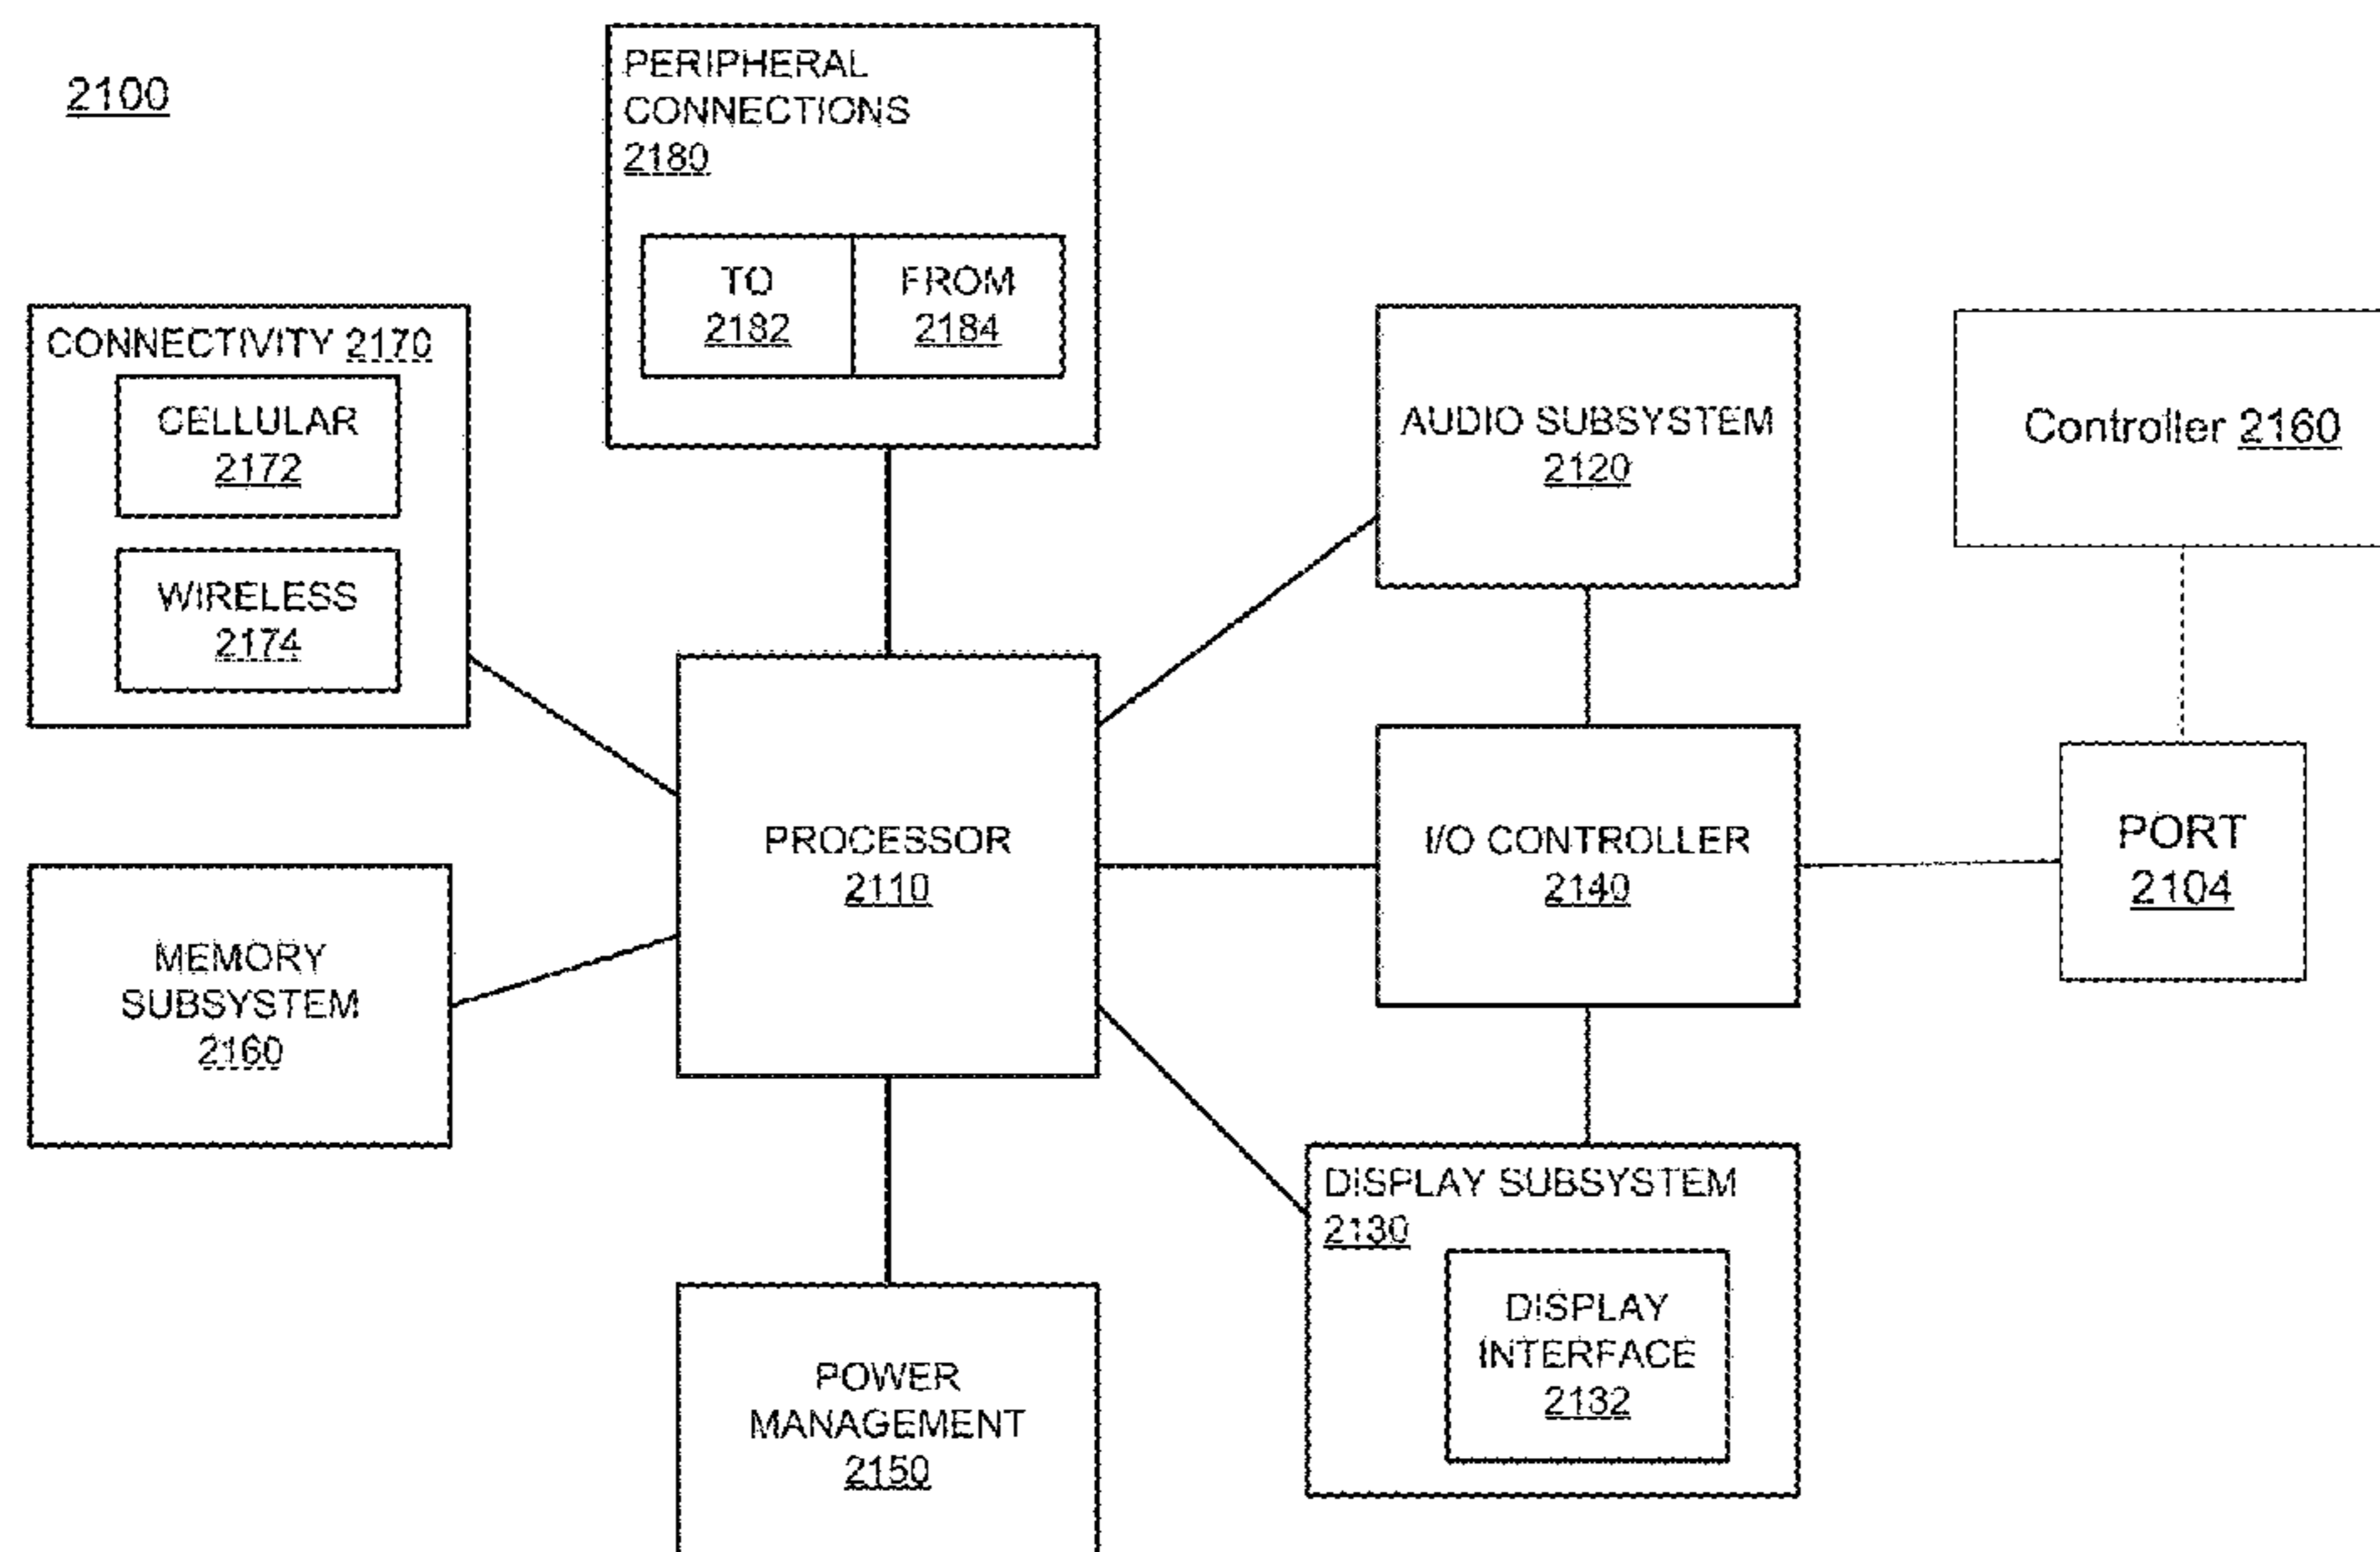 2100
PERIPHERAL
CONNECTIONS
2180
TO
2182
FROM
2184
CONNECTIVITY 2170
CELLULAR
2172
WIRELESS
2174
AUDIO SUBSYSTEM
2120
Controller 2160
PROCESSOR
2110
I/O CONTROLLER
2140
PORT
2104
MEMORY
SUBSYSTEM
2160
DISPLAY SUBSYSTEM
2130
DISPLAY
INTERFACE
2132
POWER
MANAGEMENT
2150